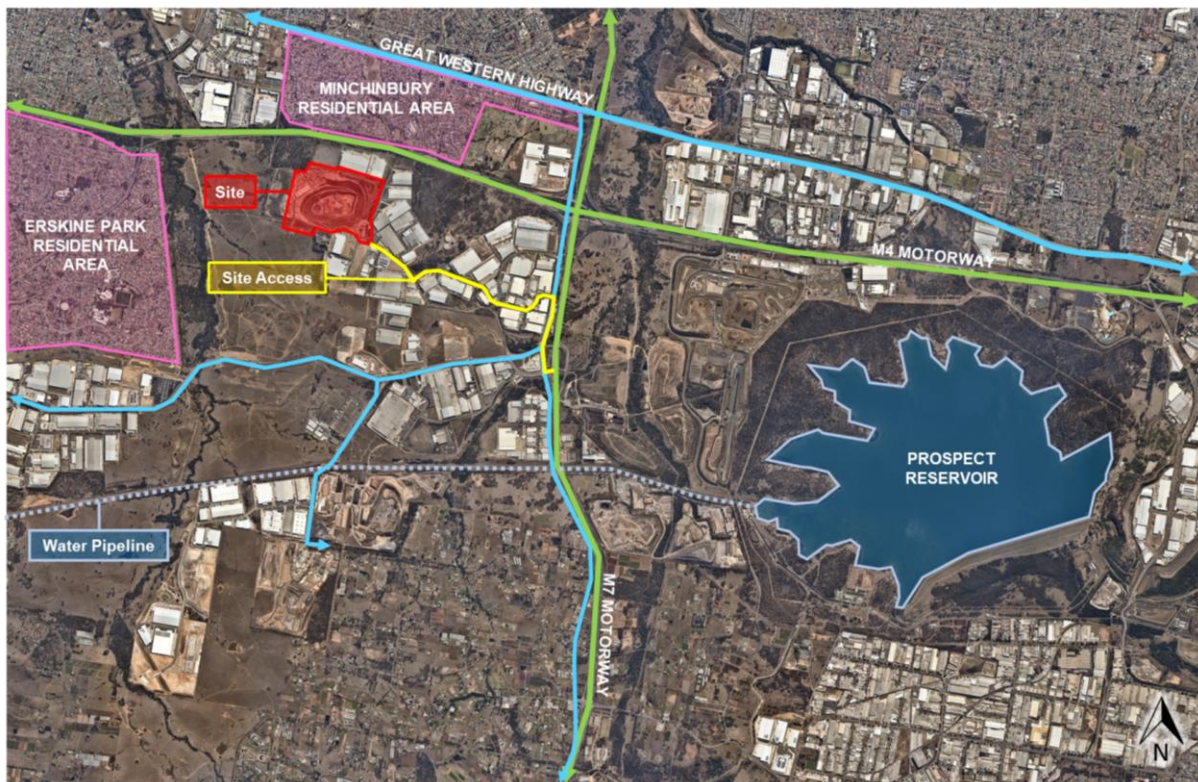 GREAT WESTERN HIGHWAY
MINCHINBURY
RESIDENTIAL AREA
Site
ERSKINE PARK
RESIDENTIAL
AREA
Site Access
M4 MOTORWAY
PROSPECT
RESERVOIR
Water Pipeline
M7 MOTORWAY
N